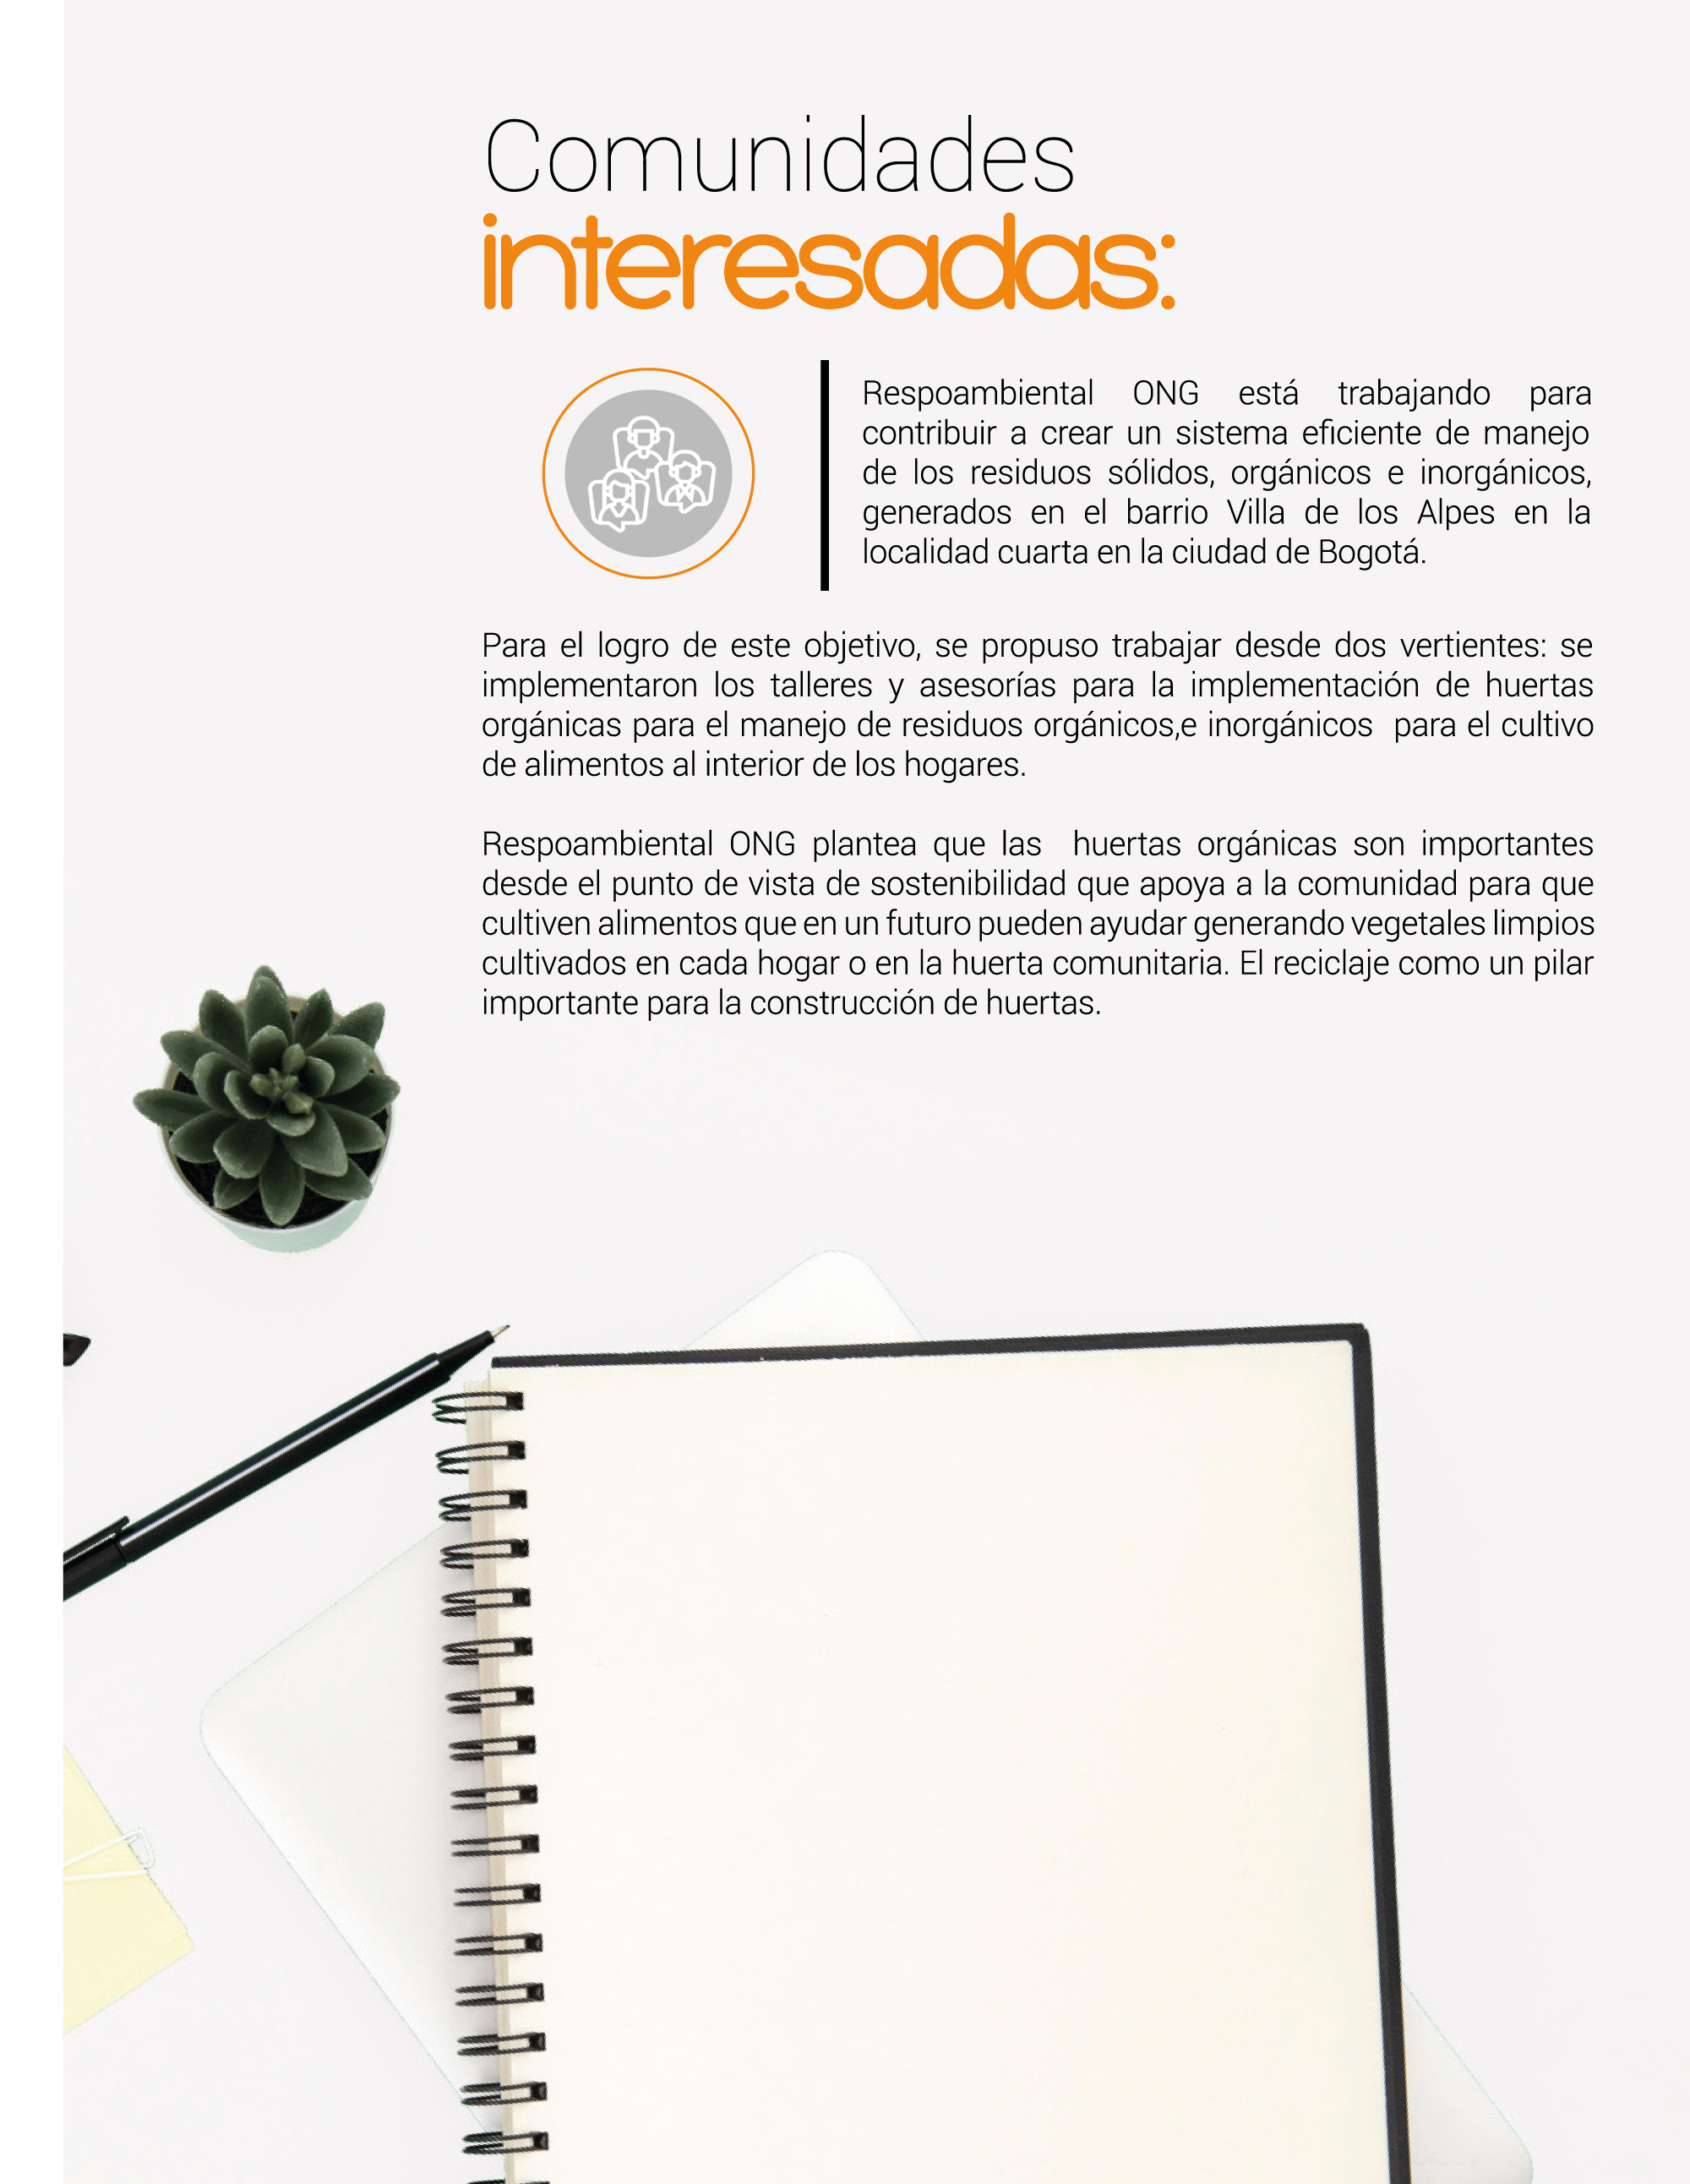 Comunidades
interesadas:
Respoambiental ONG está trabajando para
contribuir a crear un sistema eficiente de manejo
de los residuos sólidos, orgánicos e inorgánicos,
generados en el barrio Villa de los Alpes en la
localidad cuarta en la ciudad de Bogotá.
Para el logro de este objetivo, se propuso trabajar desde dos vertientes: se
implementaron los talleres y asesorías para la implementación de huertas
orgánicas para el manejo de residuos orgánicos,e inorgánicos para el cultivo
de alimentos al interior de los hogares.
Respoambiental ONG plantea que las huertas orgánicas son importantes
desde el punto de vista de sostenibilidad que apoya a la comunidad para que
cultiven alimentos que en un futuro pueden ayudar generando vegetales limpios
cultivados en cada hogar o en la huerta comunitaria. El reciclaje como un pilar
importante para la construcción de huertas.